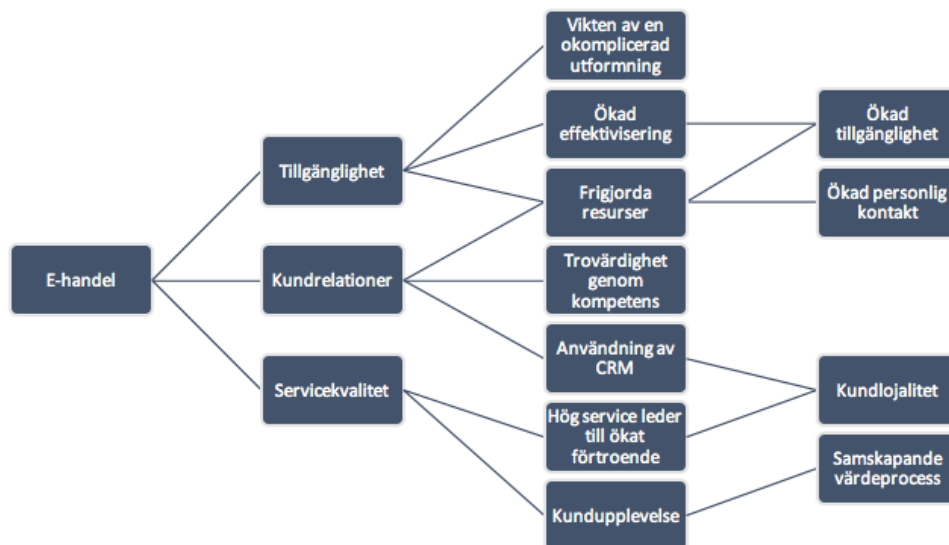 Vikten av en
okomplicerad
utformning
Ökad
effektivisering
Ökad
tillgänglighet
Tillgänglighet
Frigjorda
resurser
Ökad personlig
kontakt
E-handel
Kundrelationer
Trovärdighet
genom
kompetens
Användning av
CRM
Servicekvalitet
Kundlojalitet
Hög service leder
till ökat
förtroende
Samskapande
värdeprocess
Kundupplevelse